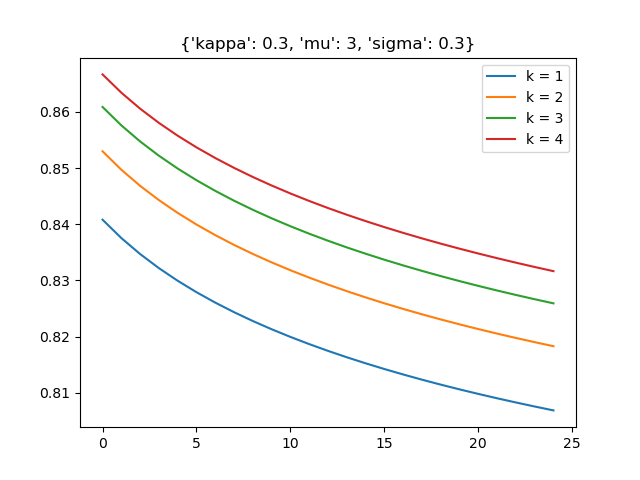 {'kappa': 0.3, 'mu': 3, 'sigma': 0.3}
k = 1
k = 2
k = 3
k = 4
0.86
0.85
0.84
0.83
0.82
0.81
0 5 10 15 20 25